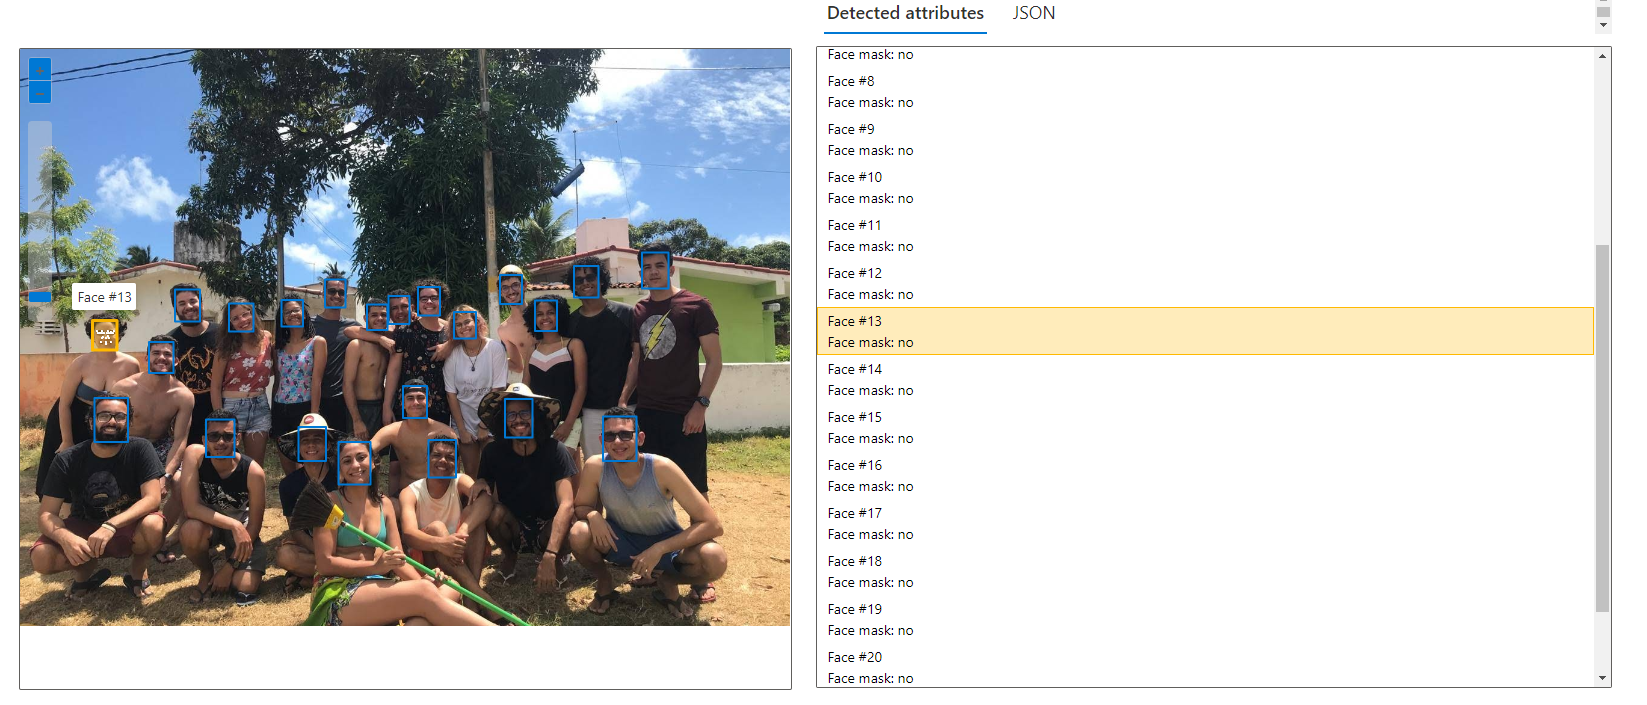 Detected attributes
JSON
Face #13
Face mask: no
Face #8
Face mask: no
Face #9
Face mask: no
Face #10
Face mask: no
Face #11
Face mask: no
Face #12
Face mask: no
Face #13
Face mask: no
Face #14
Face mask: no
Face #15
Face mask: no
Face #16
Face mask: no
Face #17
Face mask: no
Face #18
Face mask: no
Face #19
Face mask: no
Face #20
Face mask: no